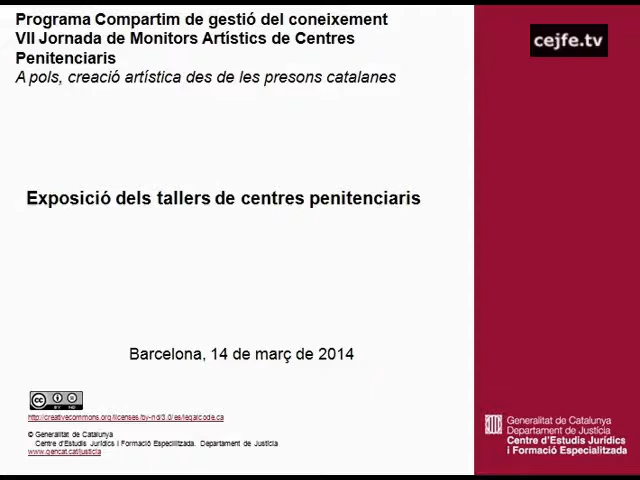 Programa Compartim de gestió del coneixement
VII Jornada de Monitors Artístics de Centres
Penitenciaris
A pols, creació artística des de les presons catalanes
cejfe.tv
Exposició dels tallers de centres penitenciaris
Barcelona, 14 de març de 2014
cc
BY ND
http://creativecommons.org/licenses/by-nd/3.0/es/legalcode.ca
© Generalitat de Catalunya
Centre d'Estudis Jurídics i Formació Especialitzada. Departament de Justícia
www.gencat.cat/justicia
Generalitat de Catalunya
Departament de Justícia
Centre d'Estudis Jurídics
i Formació Especialitzada